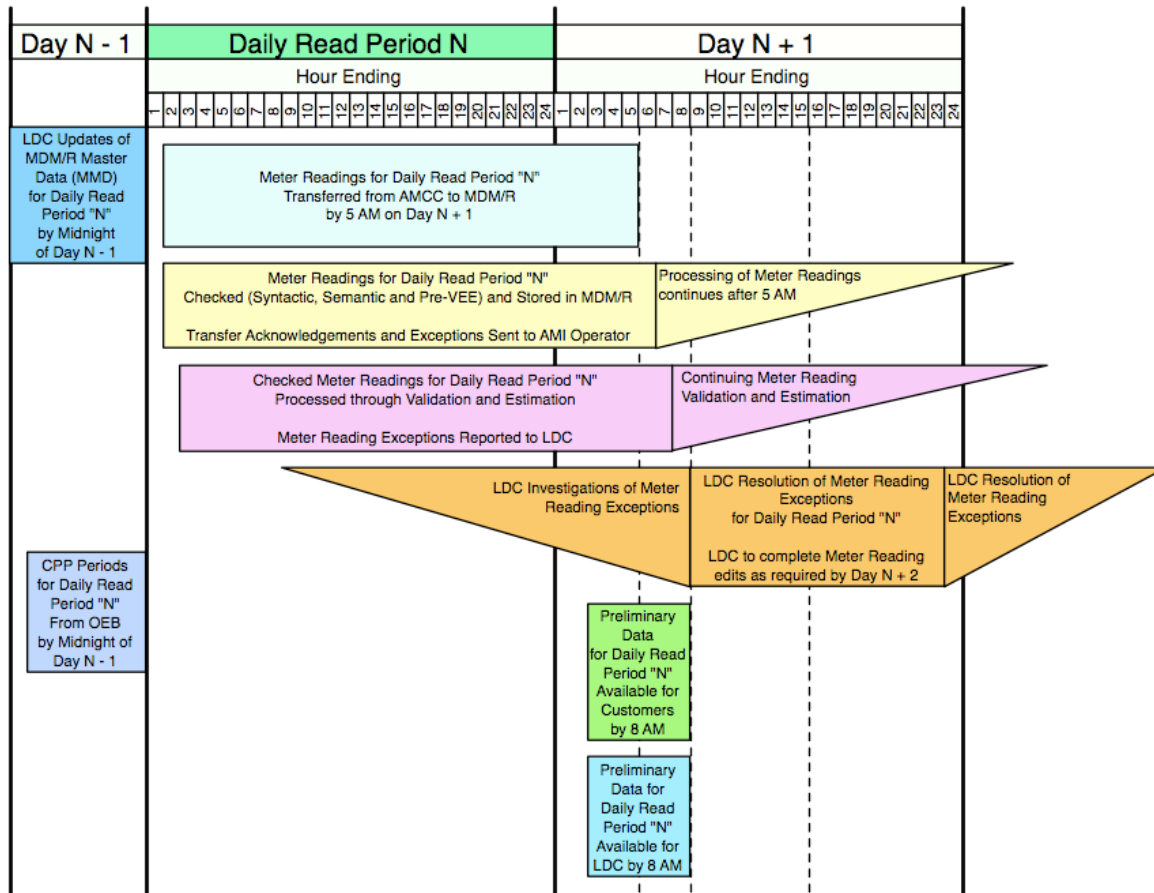 Day N - 1
Daily Read Period N
Day N + 1
Hour Ending
Hour Ending
1 2 3 4 5 6 7 8 9 10 11 12 13 14 15 16 17 18 19 20 21 22 23 24
1 2 3 4 5 6 7 8 9 10 11 12 13 14 15 16 17 18 19 20 21 22 23 24
LDC Updates of
MDM/R Master
Data (MMD)
for Daily Read
Period "N"
by Midnight
of Day N - 1
Meter Readings for Daily Read Period "N"
Transferred from AMCC to MDM/R
by 5 AM on Day N + 1
Meter Readings for Daily Read Period "N"
Checked (Syntactic, Semantic and Pre-VEE) and Stored in MDM/R
Transfer Acknowledgements and Exceptions Sent to AMI Operator
Processing of Meter Readings
continues after 5 AM
Checked Meter Readings for Daily Read Period "N"
Processed through Validation and Estimation
Meter Reading Exceptions Reported to LDC
Continuing Meter Reading
Validation and Estimation
LDC Investigations of Meter
Reading Exceptions
LDC Resolution of Meter Reading
Exceptions
for Daily Read Period "N"
LDC to complete Meter Reading
edits as required by Day N + 2
LDC Resolution of
Meter Reading
Exceptions
CPP Periods
for Daily Read
Period "N"
From OEB
by Midnight of
Day N - 1
Preliminary
Data
for Daily Read
Period "N"
Available for
Customers
by 8 AM
Preliminary
Data for
Daily Read
Period "N"
Available for
LDC by 8 AM